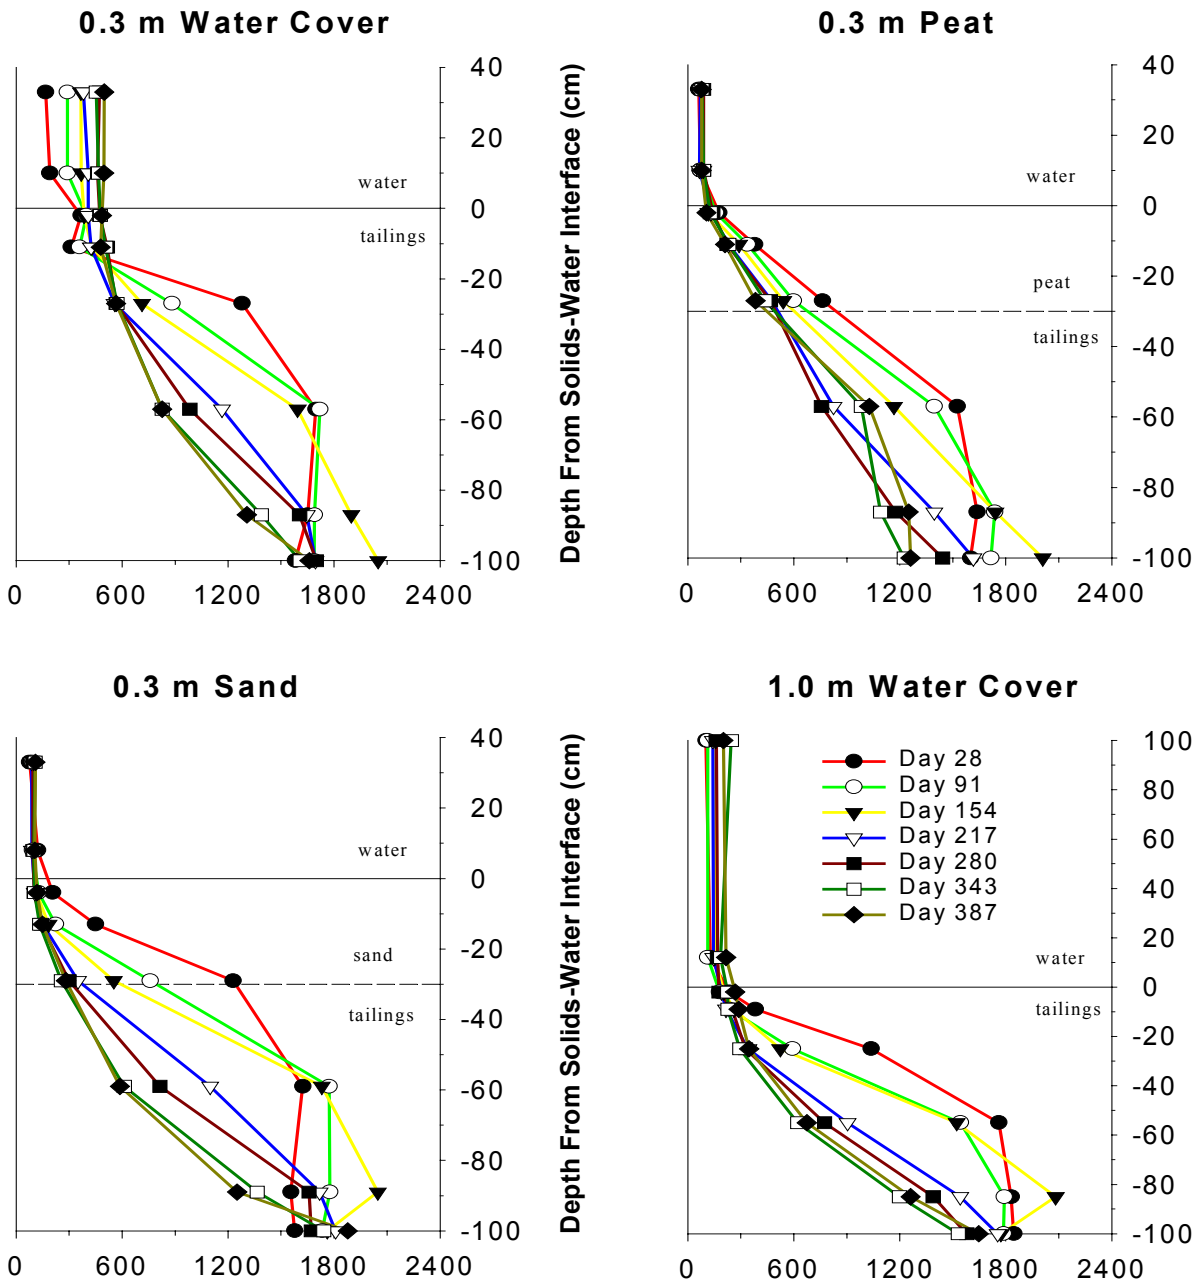 0.3 m Water Cover
40
20
0
-20
-40
-60
-80
-100
water
tailings
0 600 1200 1800 2400
Depth From Solids-Water Interface (cm)
0.3 m Peat
40
20
0
-20
-40
-60
-80
-100
water
peat
tailings
0 600 1200 1800 2400
0.3 m Sand
40
20
0
-20
-40
-60
-80
-100
water
sand
tailings
0 600 1200 1800 2400
Depth From Solids-Water Interface (cm)
1.0 m Water Cover
100
80
60
40
20
0
-20
-40
-60
-80
-100
Day 28
Day 91
Day 154
Day 217
Day 280
Day 343
Day 387
water
tailings
0 600 1200 1800 2400